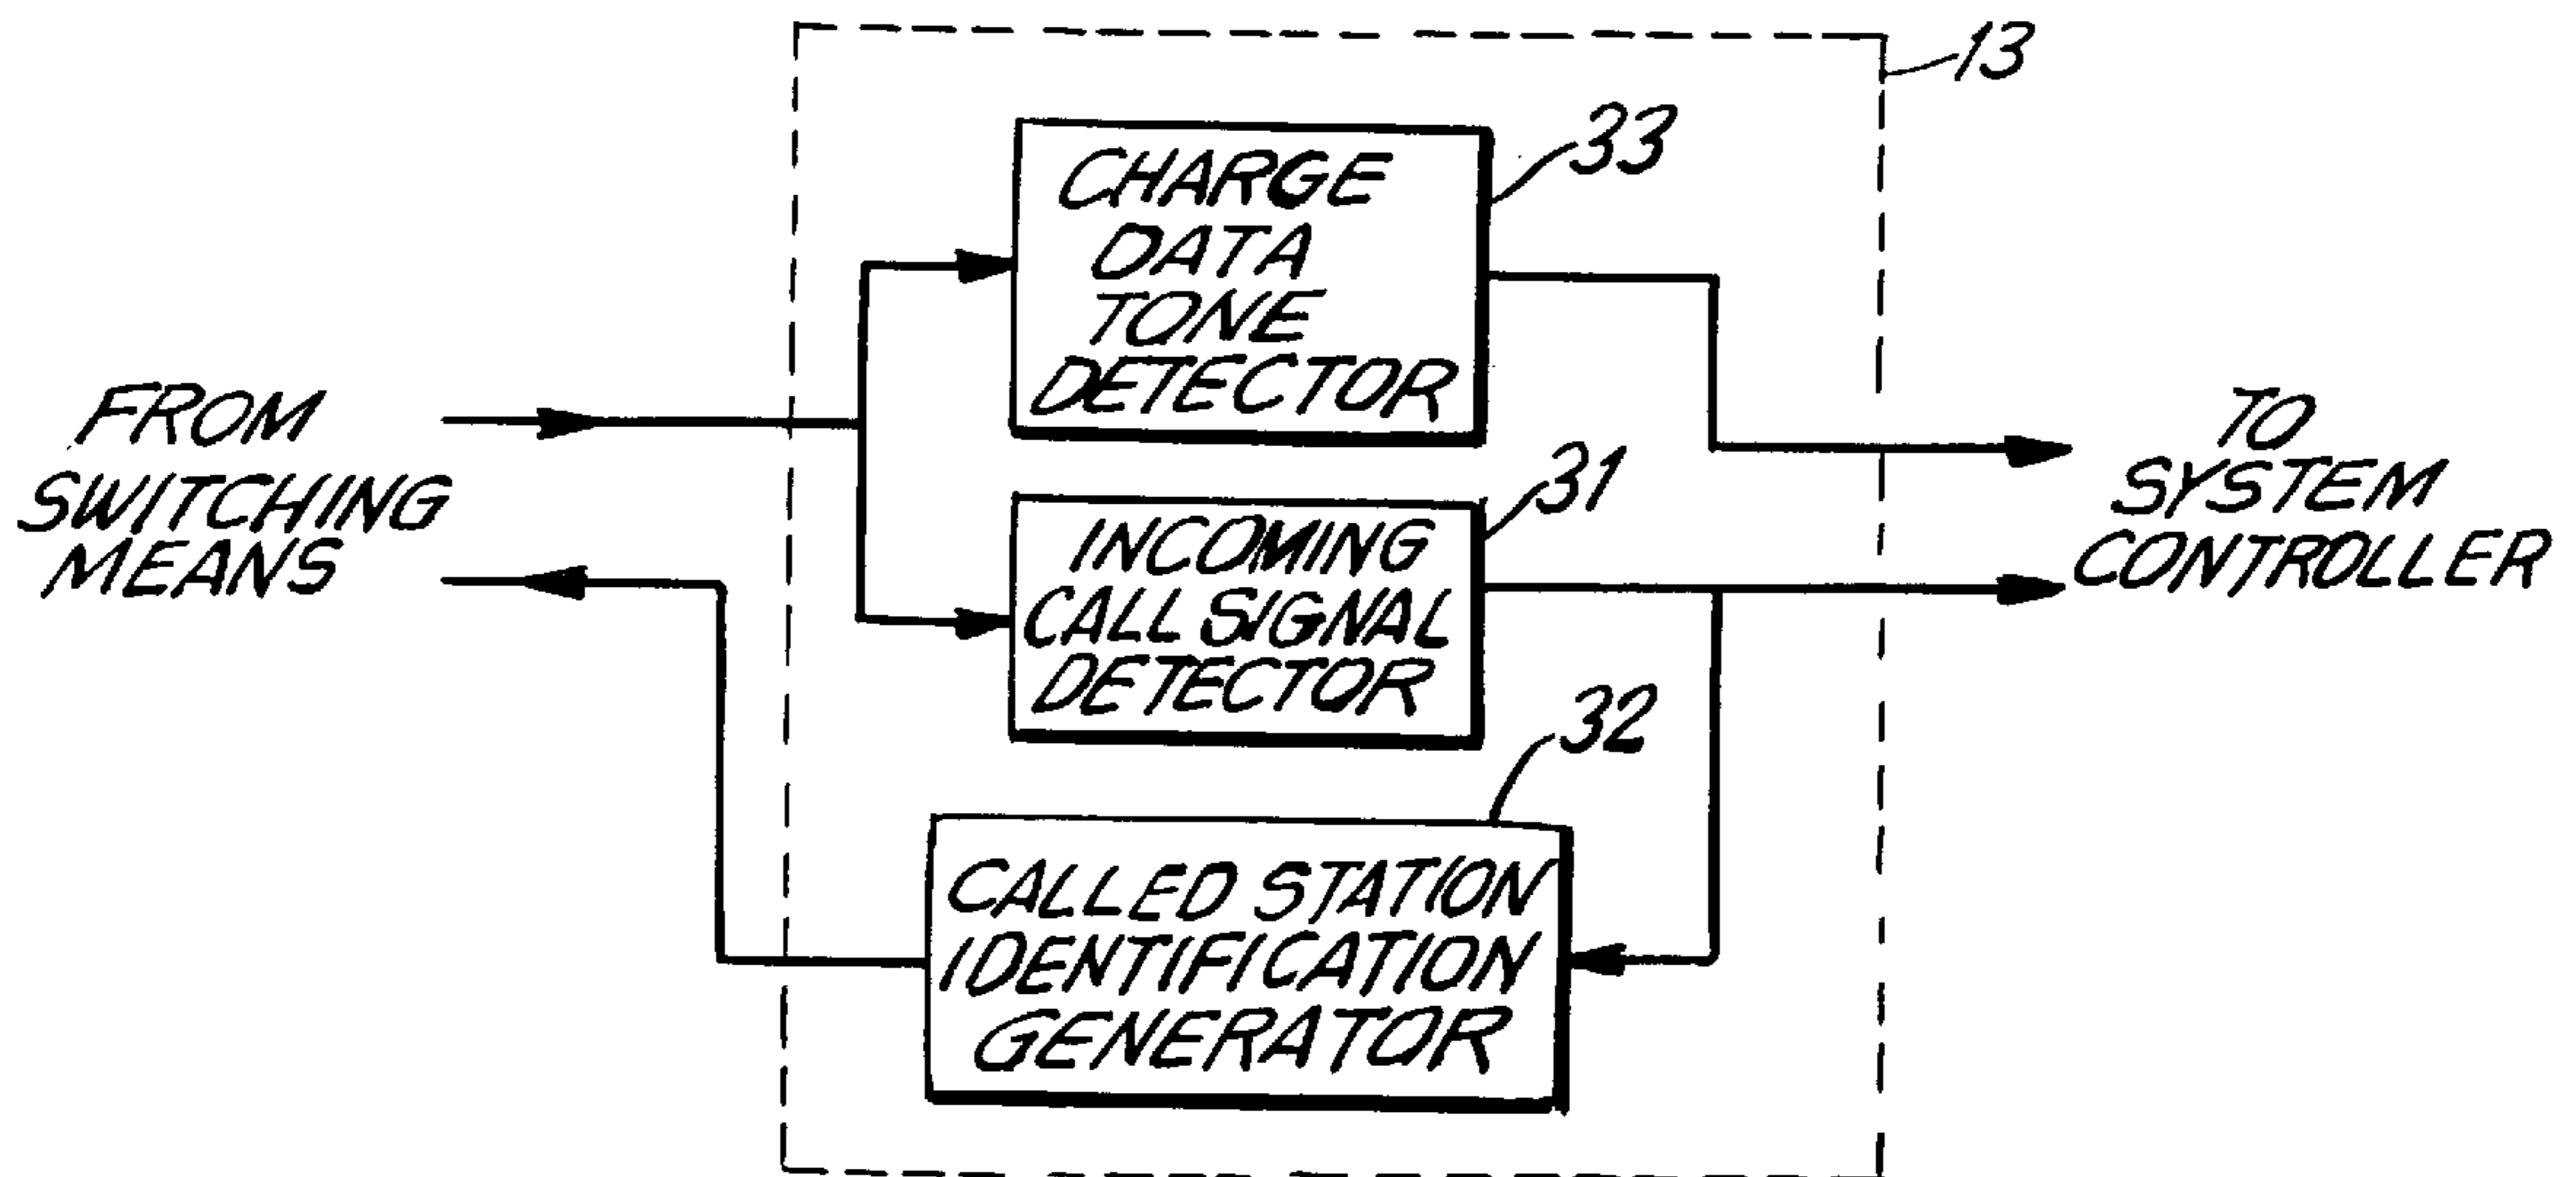 13
33
CHARGE
DATA
TONE
DETECTOR
FROM
SWITCHING
MEANS
TO
SYSTEM
CONTROLLER
31
INCOMING
CALL SIGNAL
DETECTOR
32
CALLED STATION
IDENTIFICATION
GENERATOR